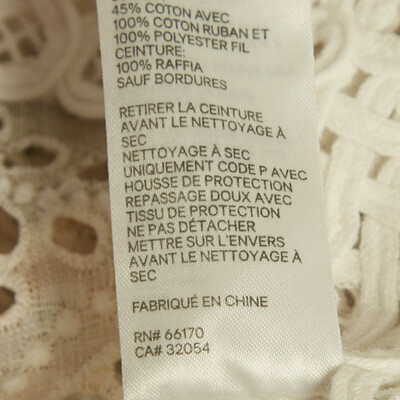 45% COTON AVEC
100% COTON RUBAN ET
100% POLYESTER FIL
CEINTURE:
100% RAFFIA
SAUF BORDURES
RETIRER LA CEINTURE
AVANT LE NETTOYAGE À
SEC
NETTOYAGE À SEC
UNIQUEMENT CODE P AVEC
HOUSSE DE PROTECTION
REPASSAGE DOUX AVEC
TISSU DE PROTECTION
NE PAS DÉTACHER
METTRE SUR L'ENVERS
AVANT LE NETTOYAGE À
SEC
FABRIQUÉ EN CHINE
RN# 66170
CA# 32054